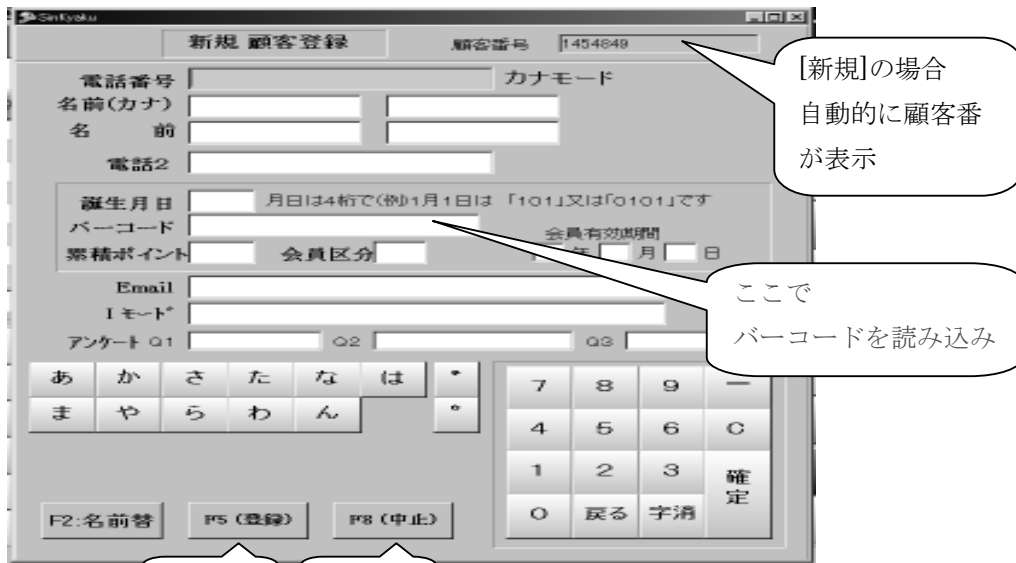 SinKyaku
新規 顧客登録
顧客番号 1454849
[新規]の場合
自動的に顧客番
が表示
電話番号
カナモード
名前(カナ)
名 前
電話2
誕生月日
月日は4桁で(例)1月1日は 「101」又は「0101」です
バーコード
会員有効期間
累積ポイント
会員区分
年 月 日
ここで
バーコードを読み込み
Email
Iモード
アンケート Q1 Q2 Q3
あ か さ た な は ゛
ま や ら わ ん ゜
7 8 9 ー
4 5 6 C
1 2 3 確定
0 戻る 字消
F2:名前替 F5(登録) F8(中止)